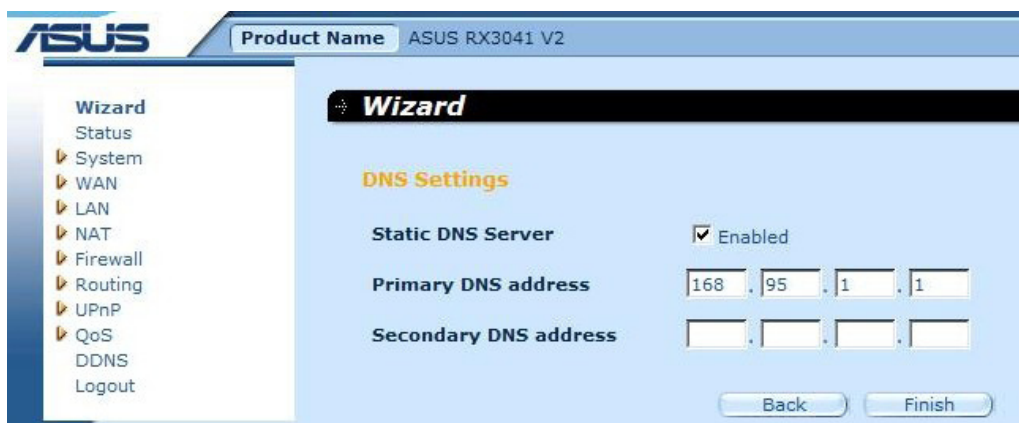 ASUS
Product Name ASUS RX3041 V2
Wizard
Status
System
WAN
LAN
NAT
Firewall
Routing
UPnP
QoS
DDNS
Logout
Wizard
DNS Settings
Static DNS Server Enabled
Primary DNS address 168 . 95 . 1 . 1
Secondary DNS address . . .
Back Finish